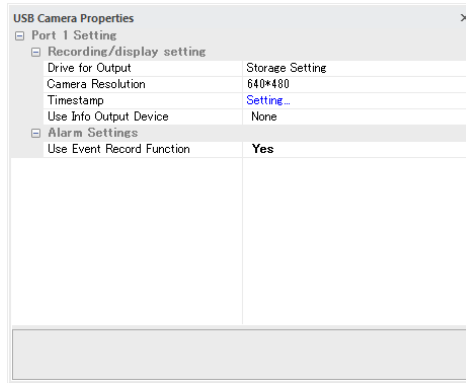 USB Camera Properties
Port 1 Setting
Recording/display setting
Drive for Output Storage Setting
Camera Resolution 640*480
Timestamp Setting...
Use Info Output Device None
Alarm Settings
Use Event Record Function Yes